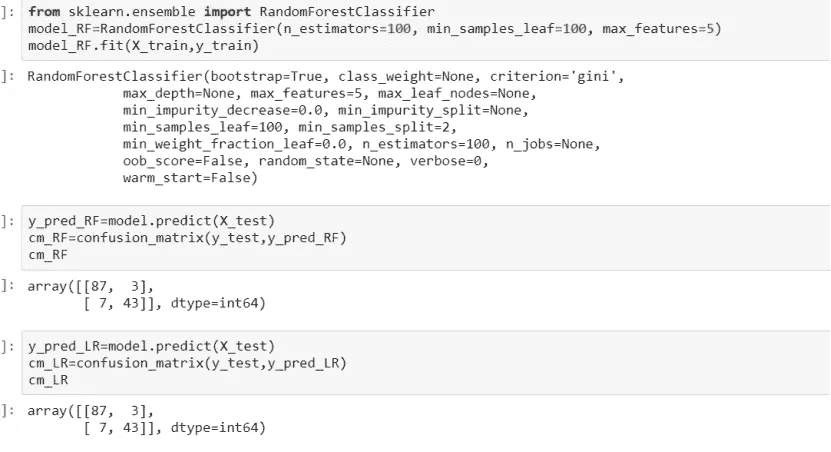 ]: from sklearn.ensemble import RandomForestClassifier
model_RF=RandomForestClassifier(n_estimators=100, min_samples_leaf=100, max_features=5)
model_RF.fit(X_train,y_train)
]: RandomForestClassifier(bootstrap=True, class_weight=None, criterion='gini',
max_depth=None, max_features=5, max_leaf_nodes=None,
min_impurity_decrease=0.0, min_impurity_split=None,
min_samples_leaf=100, min_samples_split=2,
min_weight_fraction_leaf=0.0, n_estimators=100, n_jobs=None,
oob_score=False, random_state=None, verbose=0,
warm_start=False)
]: y_pred_RF=model.predict(X_test)
cm_RF=confusion_matrix(y_test,y_pred_RF)
cm_RF
]: array([[87, 3],
[ 7, 43]], dtype=int64)
]: y_pred_LR=model.predict(X_test)
cm_LR=confusion_matrix(y_test,y_pred_LR)
cm_LR
]: array([[87, 3],
[ 7, 43]], dtype=int64)